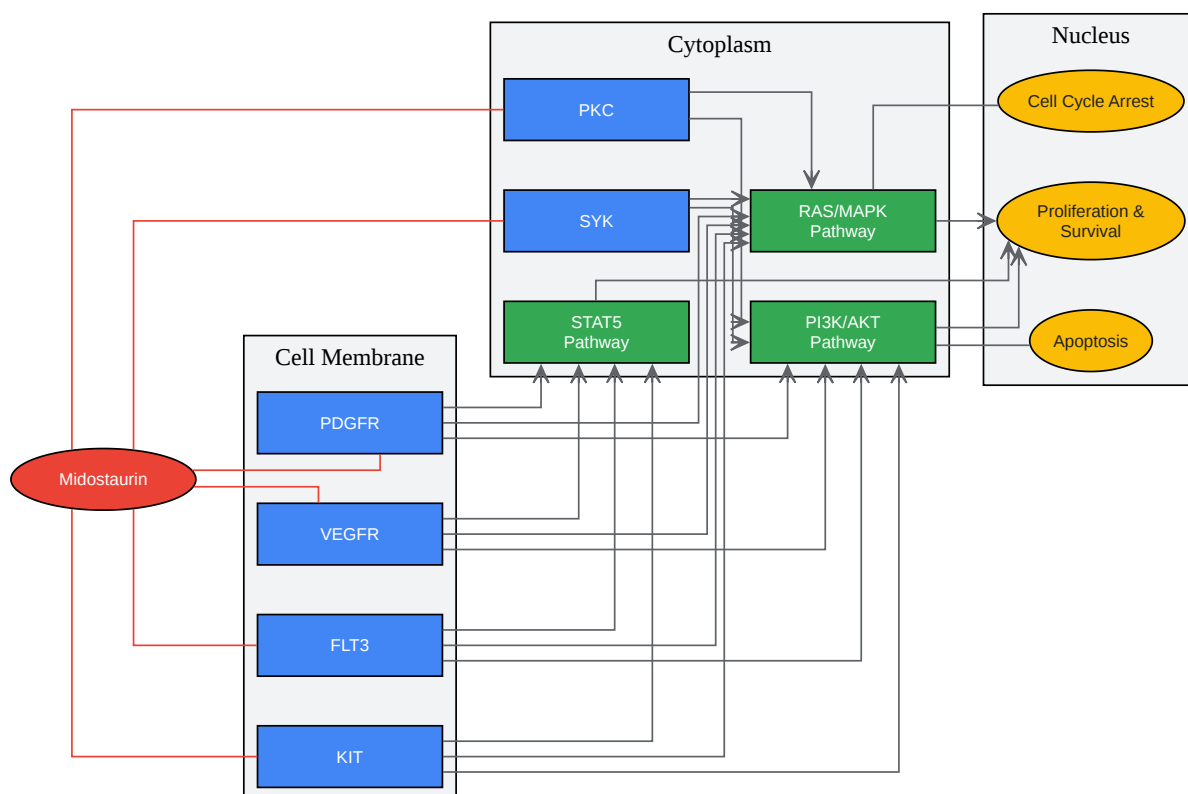 Cytoplasm
Nucleus
PKC
Cell Cycle Arrest
SYK
RAS/MAPK
Pathway
Proliferation &
Survival
STAT5
Pathway
PI3K/AKT
Pathway
Apoptosis
Cell Membrane
PDGFR
Midostaurin
VEGFR
FLT3
KIT